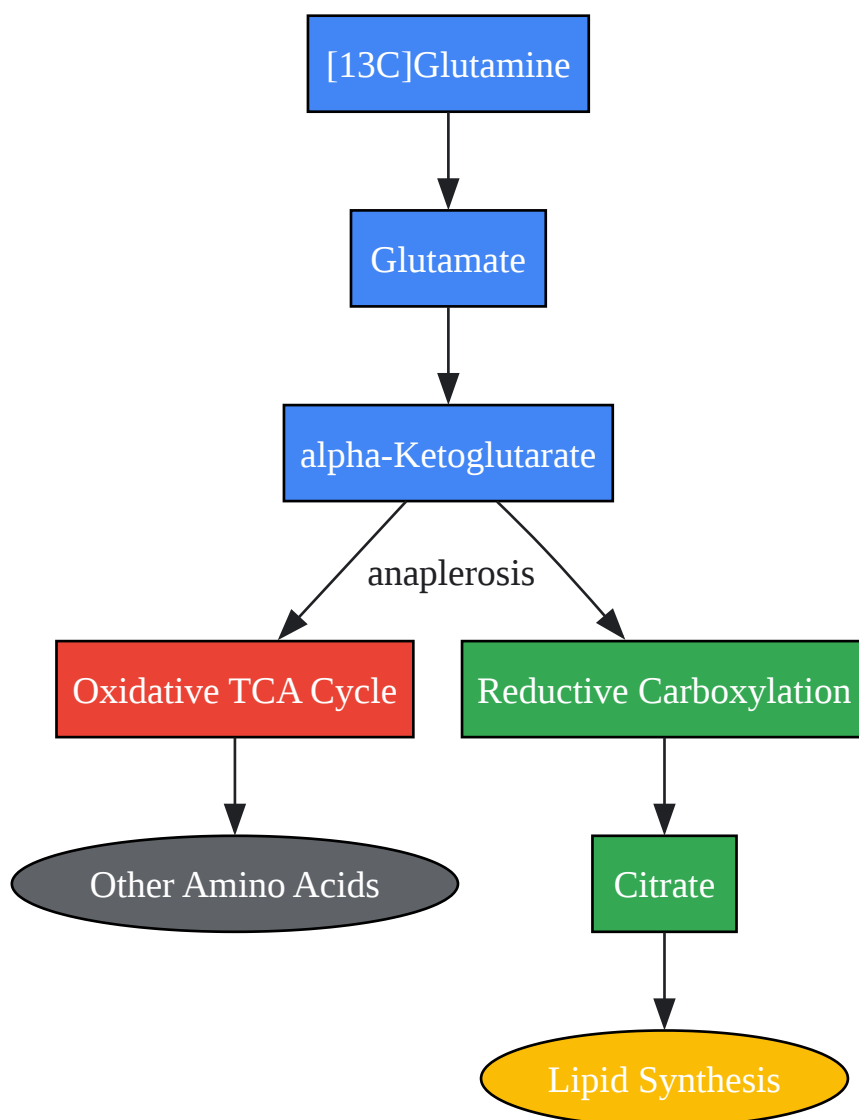 [13C]Glutamine
Glutamate
alpha-Ketoglutarate
anaplerosis
Oxidative TCA Cycle
Reductive Carboxylation
Other Amino Acids
Citrate
Lipid Synthesis